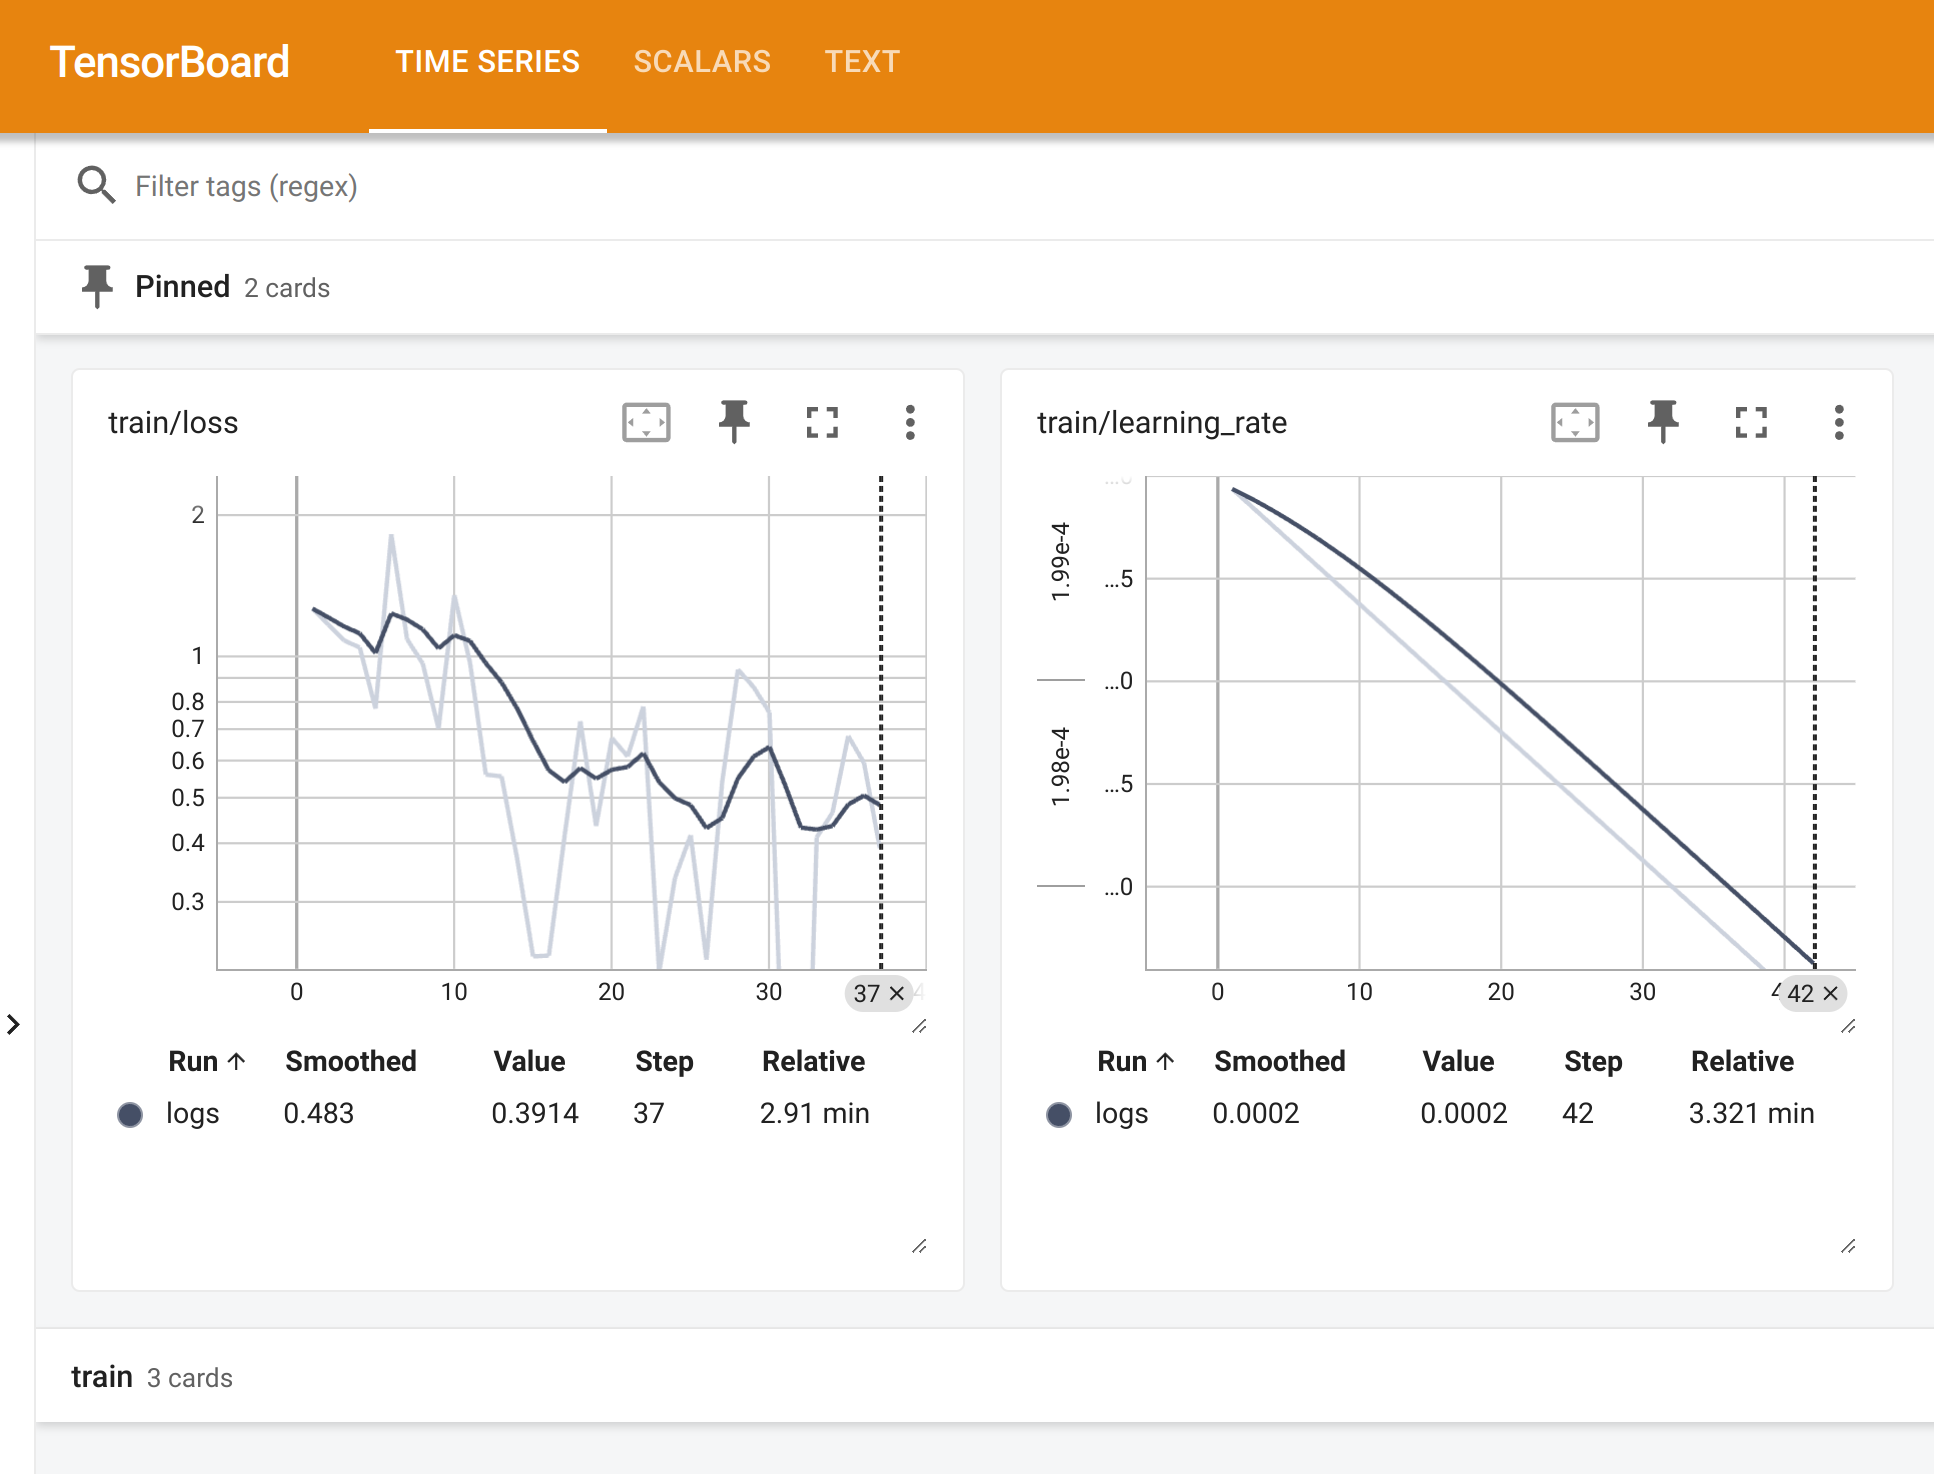 TensorBoard TIME SERIES SCALARS TEXT
Filter tags (regex)
Pinned 2 cards
train/loss
2
1
0.8
0.7
0.6
0.5
0.4
0.3
0 10 20 30 37 ×
Run ↑ Smoothed Value Step Relative
logs 0.483 0.3914 37 2.91 min
train/learning_rate
1.99e-4
...5
...0
1.98e-4
...5
...0
0 10 20 30 42 ×
Run ↑ Smoothed Value Step Relative
logs 0.0002 0.0002 42 3.321 min
train 3 cards